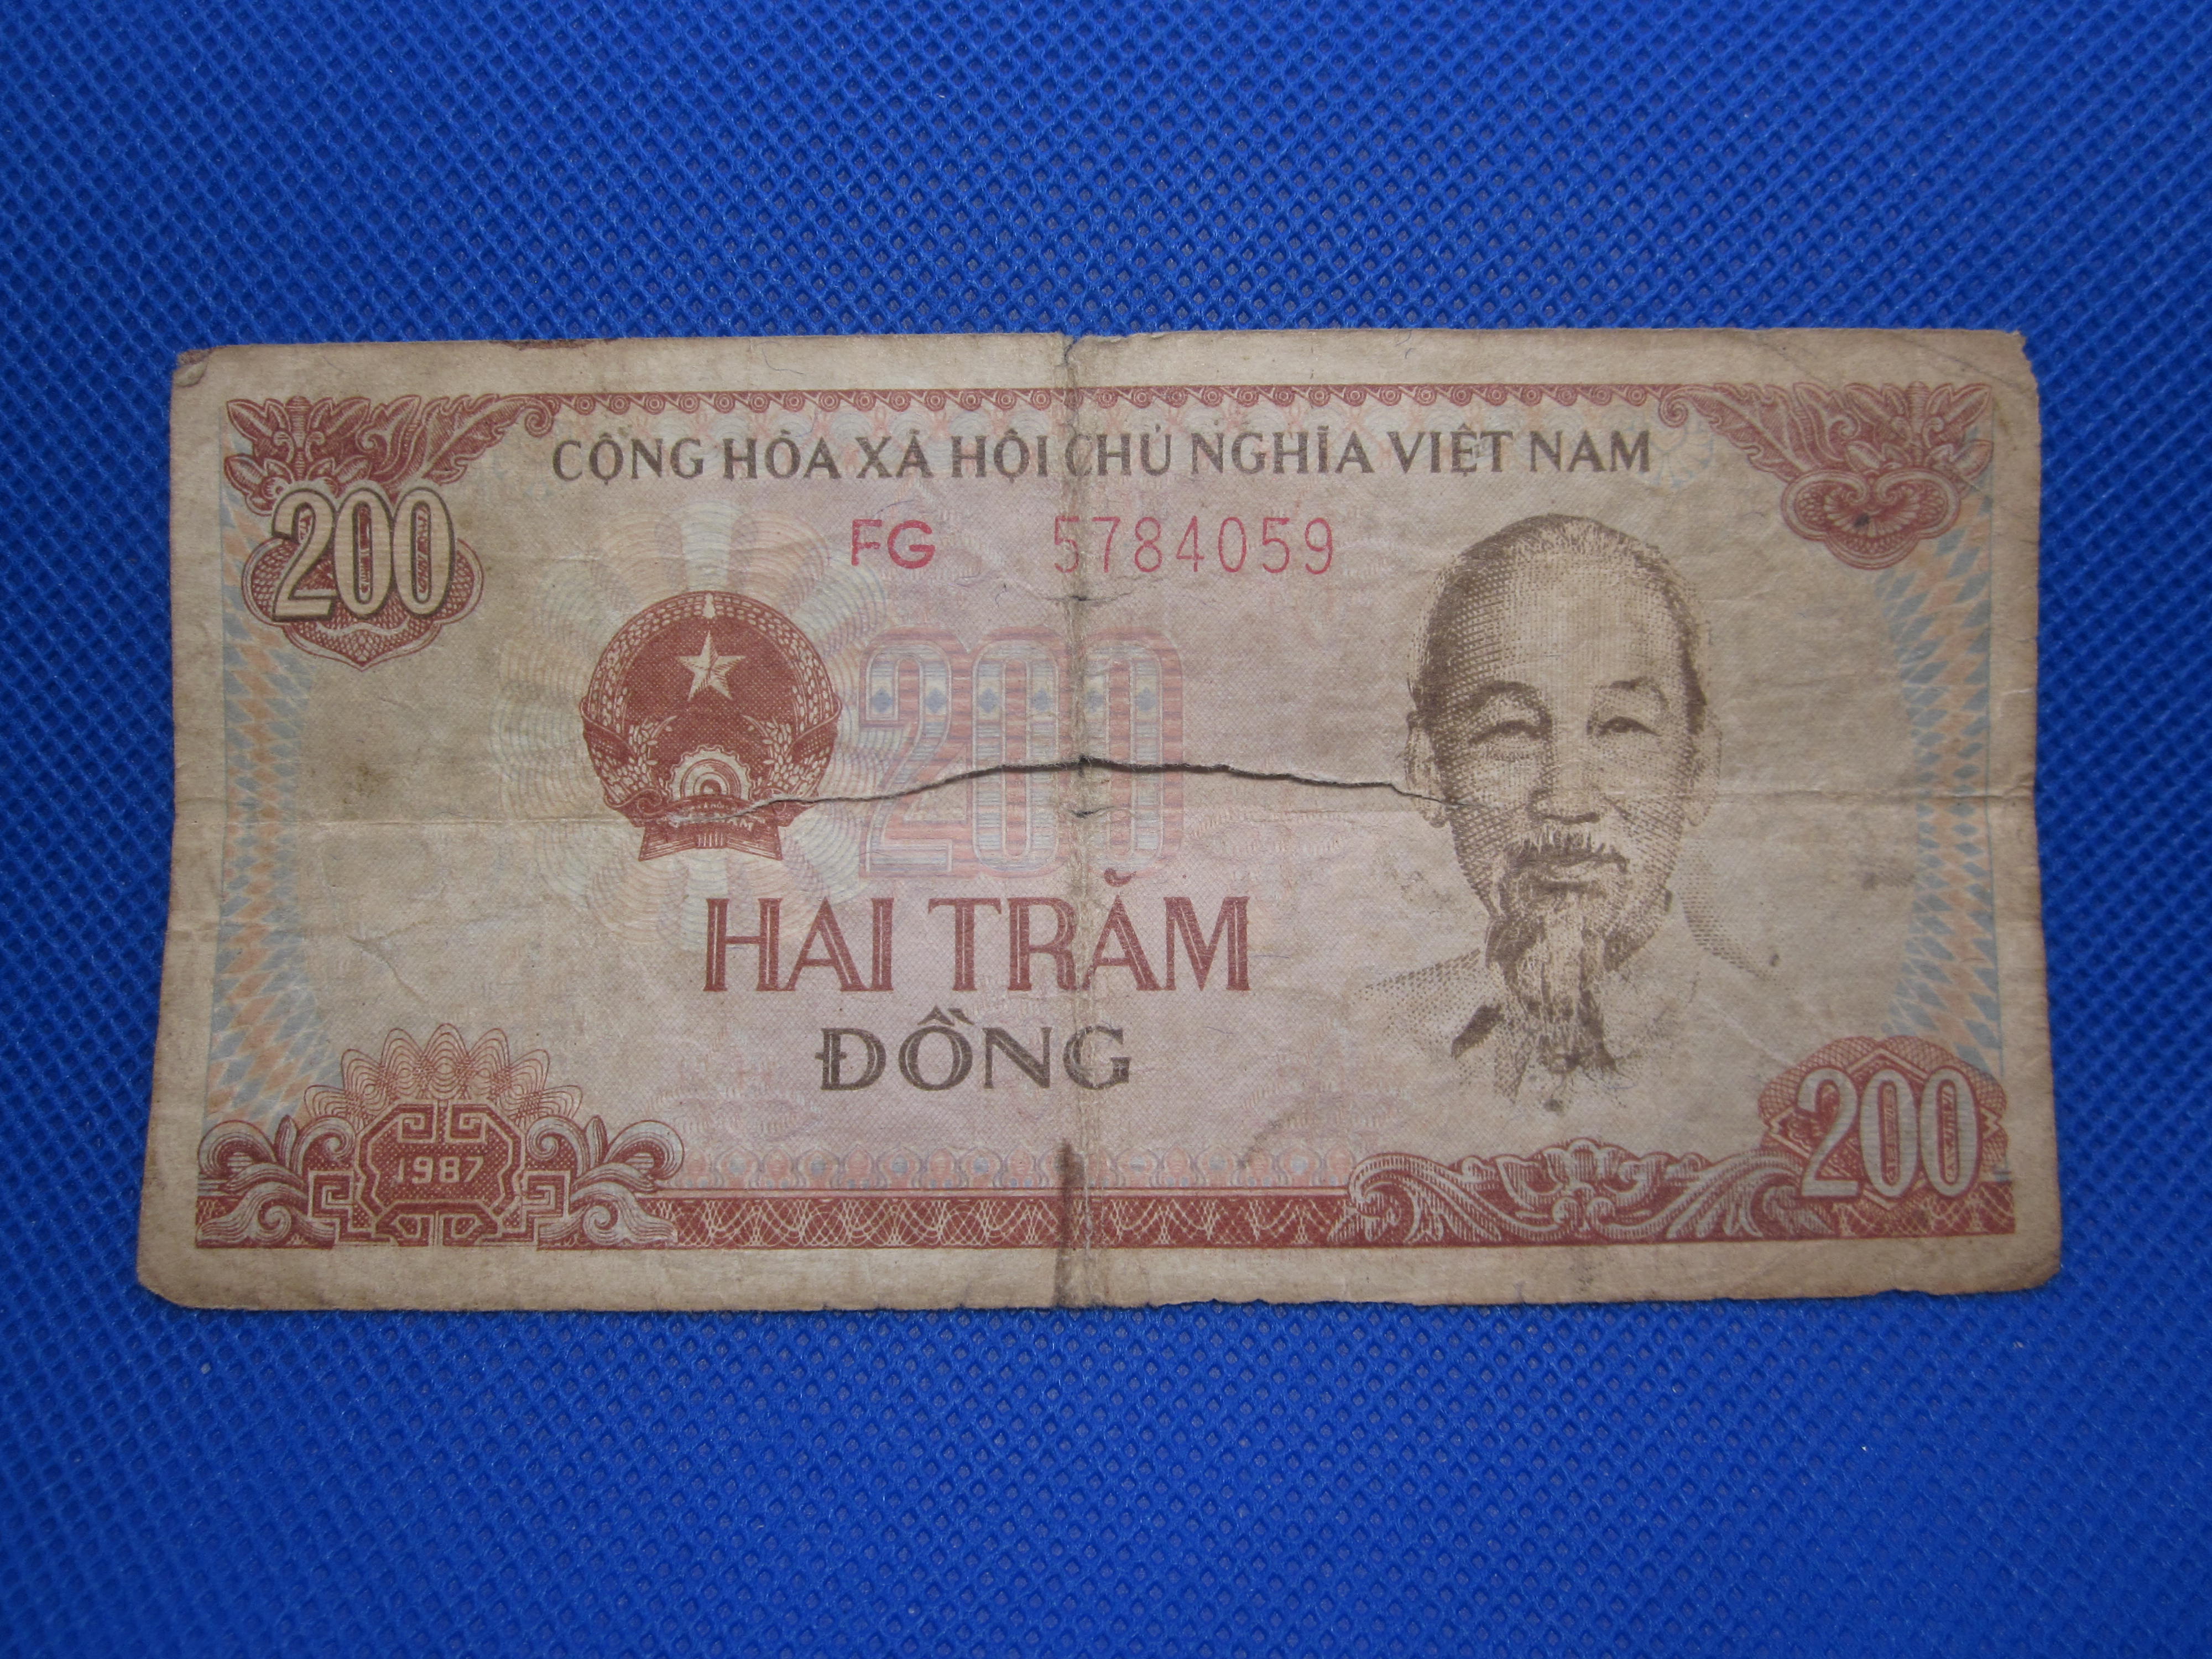 CỘNG HÒA XÃ HỘI CHỦ NGHĨA VIỆT NAM
200
FG 5784059
200
HAI TRĂM
ĐỒNG
1987
200